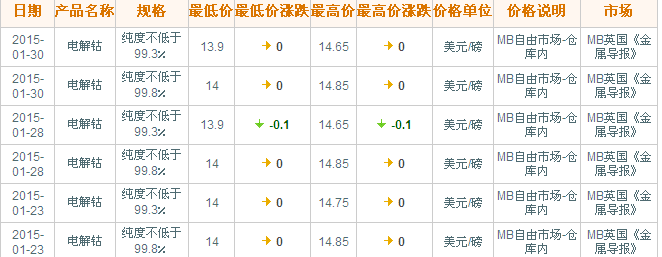 日期 产品名称 规格 最低价 最低价涨跌 最高价 最高价涨跌 价格单位 价格说明 市场
2015-01-30 电解钴 纯度不低于99.3% 13.9 0 14.65 0 美元/磅 MB自由市场-仓库内 MB英国《金属导报》
2015-01-30 电解钴 纯度不低于99.8% 14 0 14.85 0 美元/磅 MB自由市场-仓库内 MB英国《金属导报》
2015-01-28 电解钴 纯度不低于99.3% 13.9 -0.1 14.65 -0.1 美元/磅 MB自由市场-仓库内 MB英国《金属导报》
2015-01-28 电解钴 纯度不低于99.8% 14 0 14.85 0 美元/磅 MB自由市场-仓库内 MB英国《金属导报》
2015-01-23 电解钴 纯度不低于99.3% 14 0 14.75 0 美元/磅 MB自由市场-仓库内 MB英国《金属导报》
2015-01-23 电解钴 纯度不低于99.8% 14 0 14.85 0 美元/磅 MB自由市场-仓库内 MB英国《金属导报》